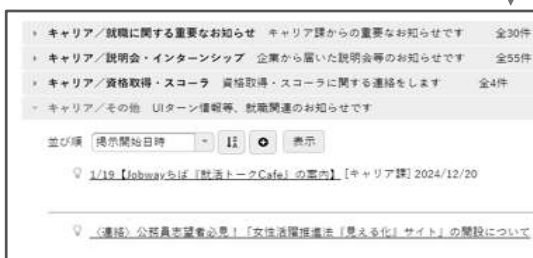 キャリア／就職に関する重要なお知らせ キャリア課からの重要なお知らせです 全30件
キャリア／説明会・インターンシップ 企業から届いた説明会等のお知らせです 全55件
キャリア／資格取得・スコーラ 資格取得・スコーラに関する連絡をします 全4件
キャリア／その他 UIターン情報等、就職関連のお知らせです
並び順 掲示開始日時 表示
1/19【Jobwayちば『就活トークCafe』の案内】 [キャリア課] 2024/12/20
〈連絡〉公務員志望者必見！「女性活躍推進法『見える化』サイト」の開設について